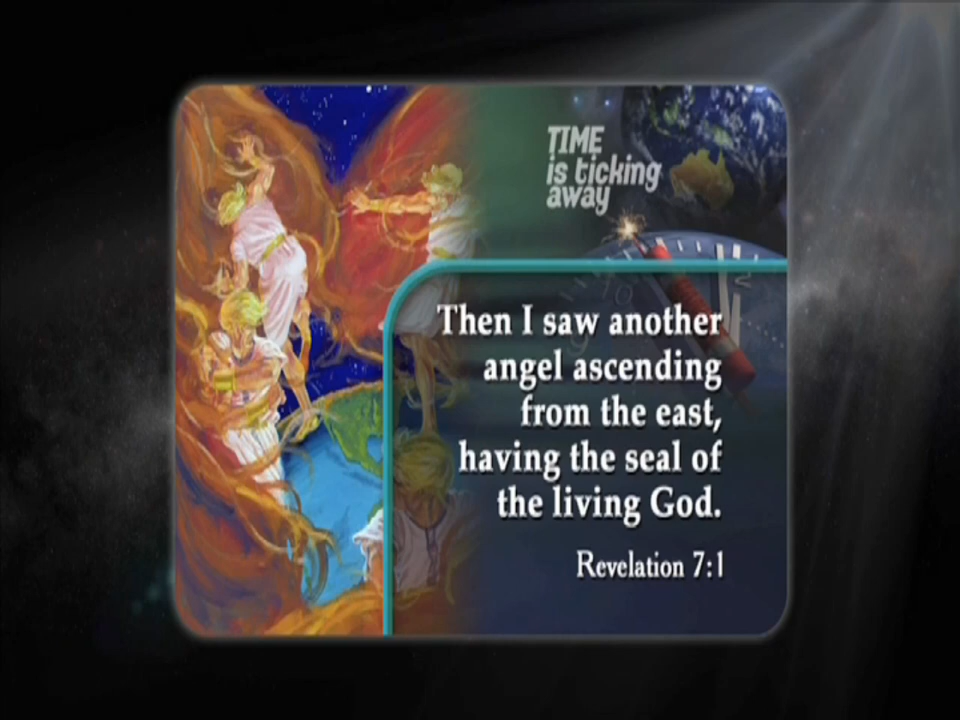 TIME
is ticking
away
Then I saw another
angel ascending
from the east,
having the seal of
the living God.
Revelation 7:1